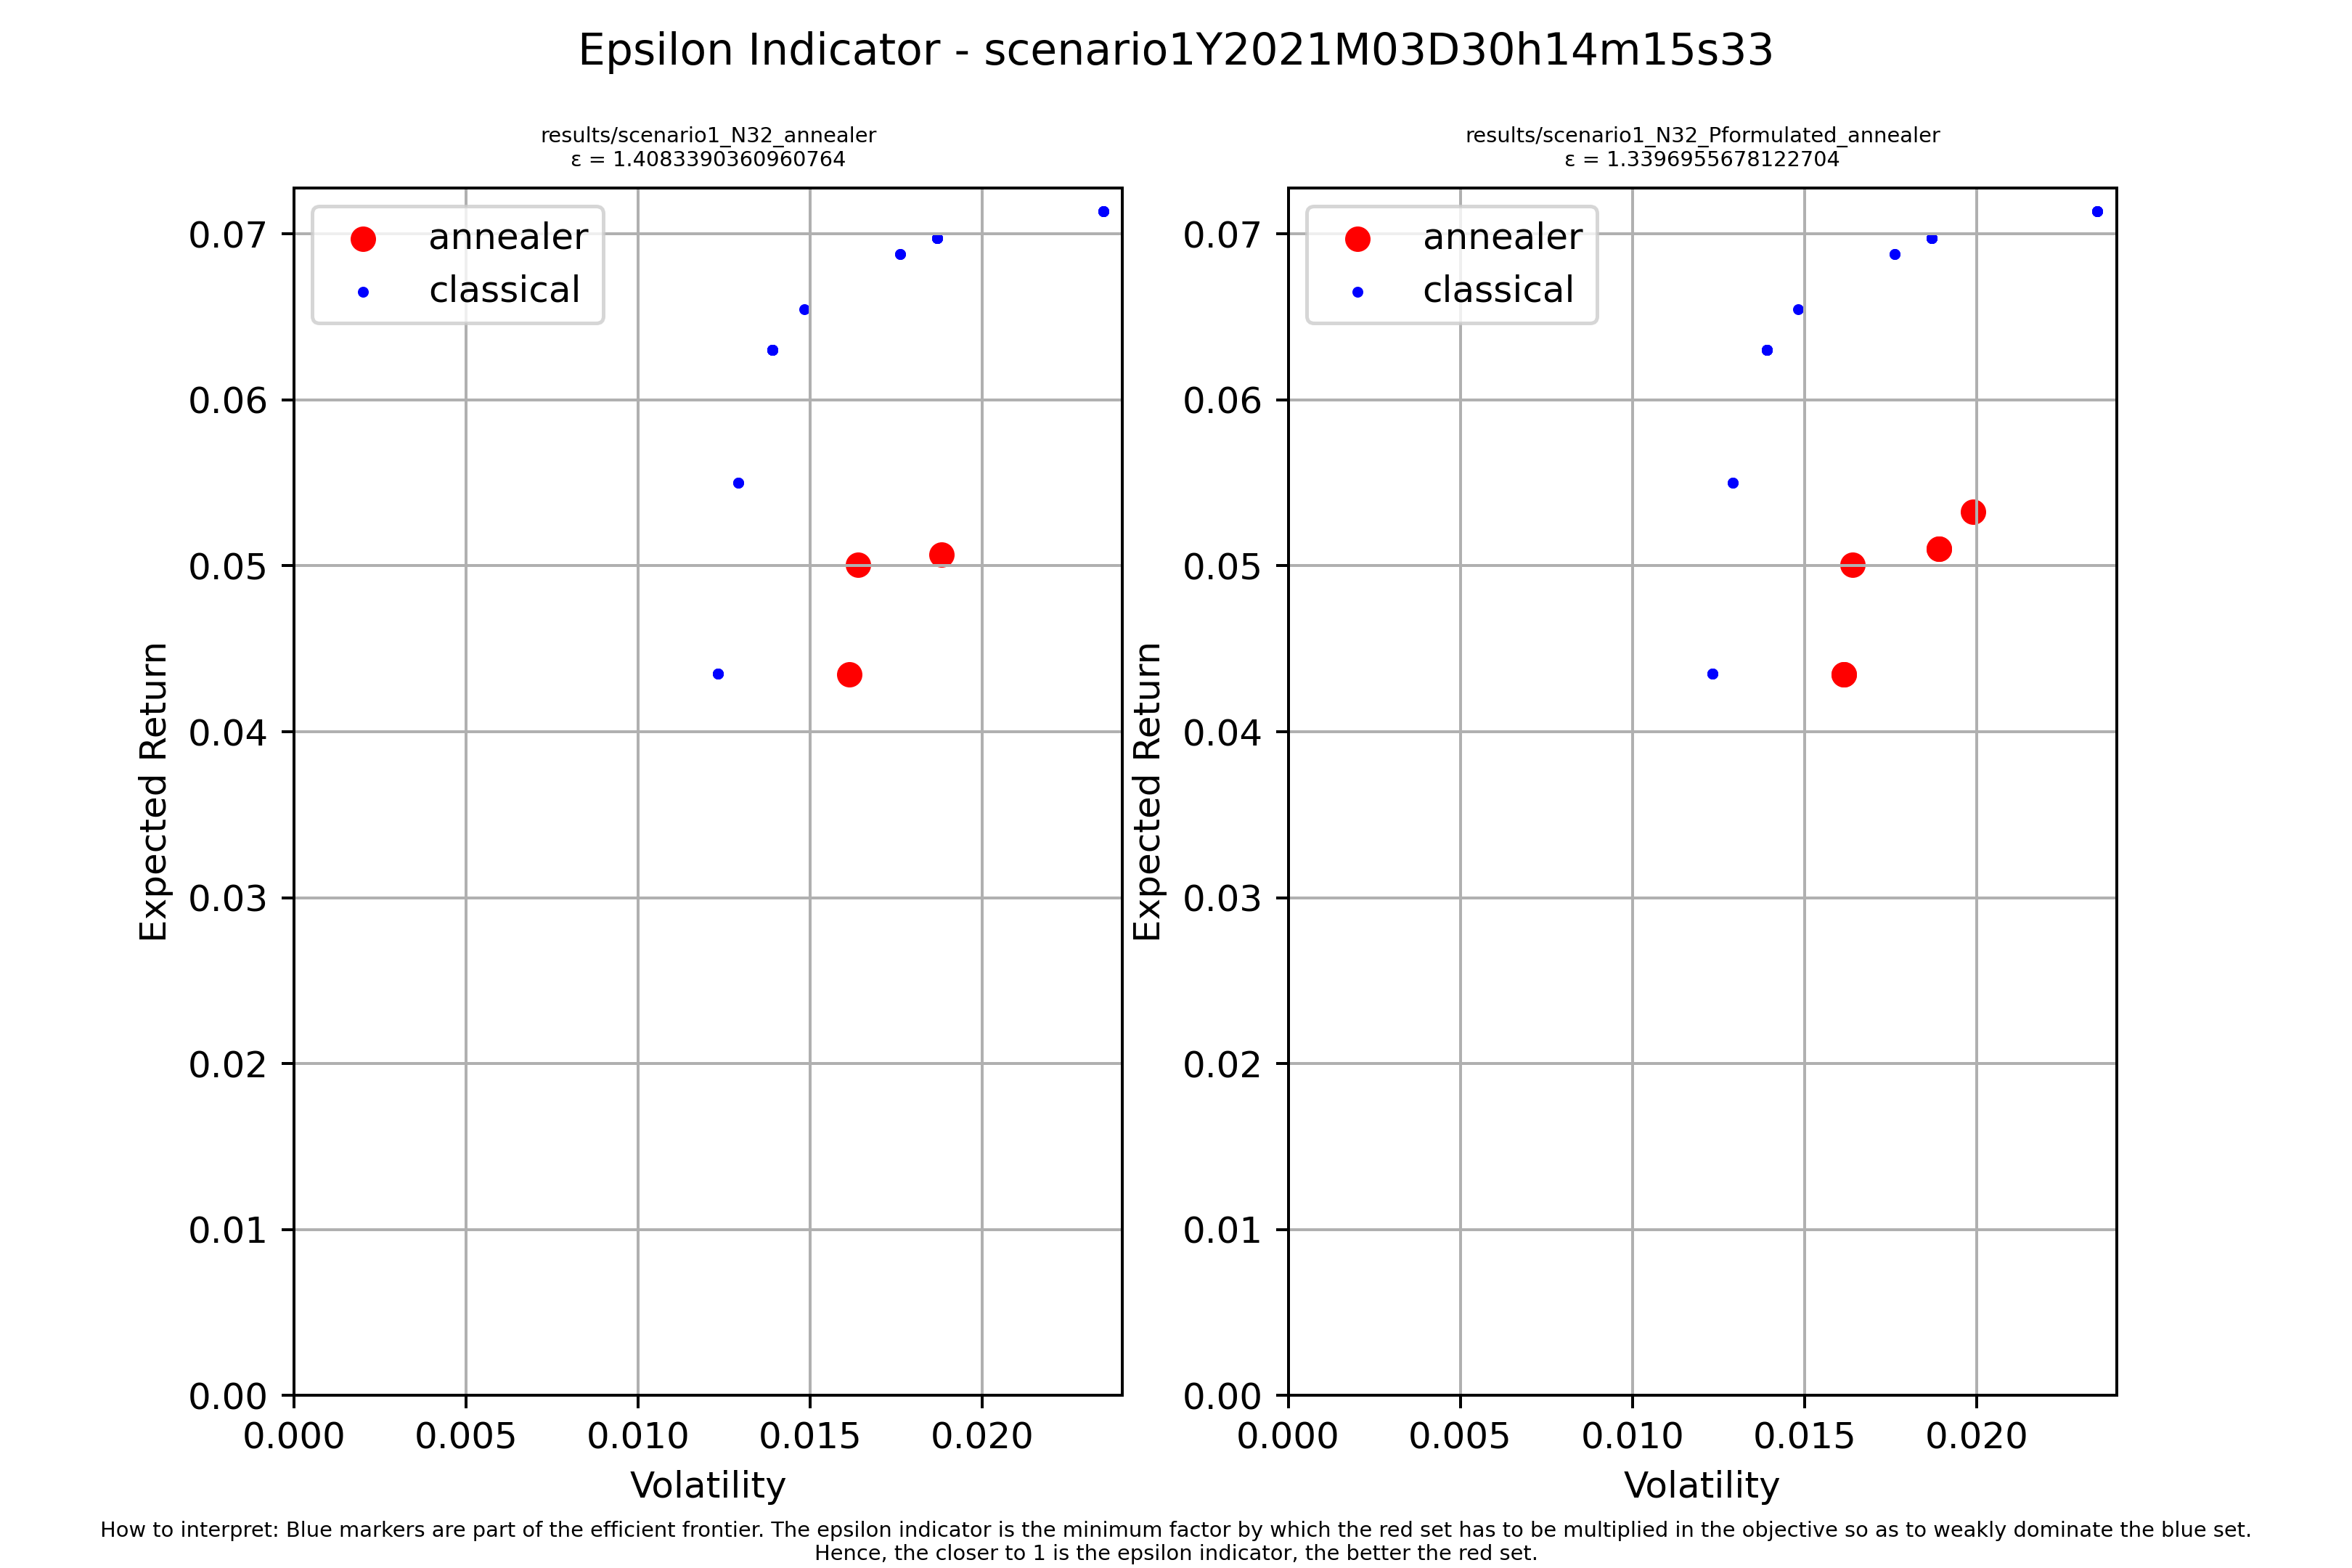 Epsilon Indicator - scenario1Y2021M03D30h14m15s33
results/scenario1_N32_annealer
ε = 1.4083390360960764
annealer
classical
0.07
0.06
0.05
0.04
0.03
0.02
0.01
0.00
Expected Return
0.000 0.005 0.010 0.015 0.020
Volatility
results/scenario1_N32_Pformulated_annealer
ε = 1.3396955678122704
annealer
classical
0.07
0.06
0.05
0.04
0.03
0.02
0.01
0.00
Expected Return
0.000 0.005 0.010 0.015 0.020
Volatility
How to interpret: Blue markers are part of the efficient frontier. The epsilon indicator is the minimum factor by which the red set has to be multiplied in the objective so as to weakly dominate the blue set.
Hence, the closer to 1 is the epsilon indicator, the better the red set.